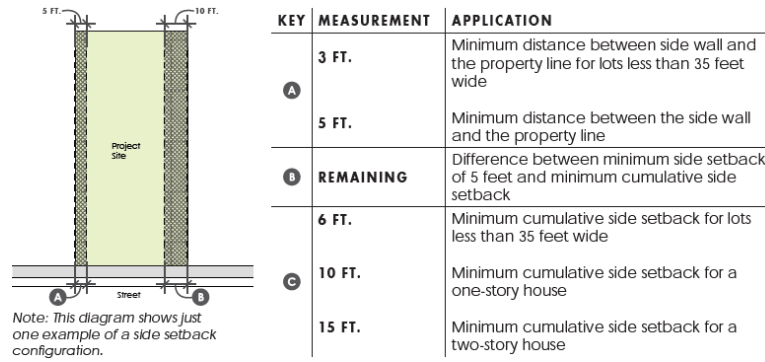 5 FT.
10 FT.
Project
Site
Street
A
B
Note: This diagram shows just
one example of a side setback
configuration.
KEY MEASUREMENT APPLICATION
A
3 FT.
Minimum distance between side wall and
the property line for lots less than 35 feet
wide
5 FT.
Minimum distance between the side wall
and the property line
B
REMAINING
Difference between minimum side setback
of 5 feet and minimum cumulative side
setback
C
6 FT.
Minimum cumulative side setback for lots
less than 35 feet wide
10 FT.
Minimum cumulative side setback for a
one-story house
15 FT.
Minimum cumulative side setback for a
two-story house